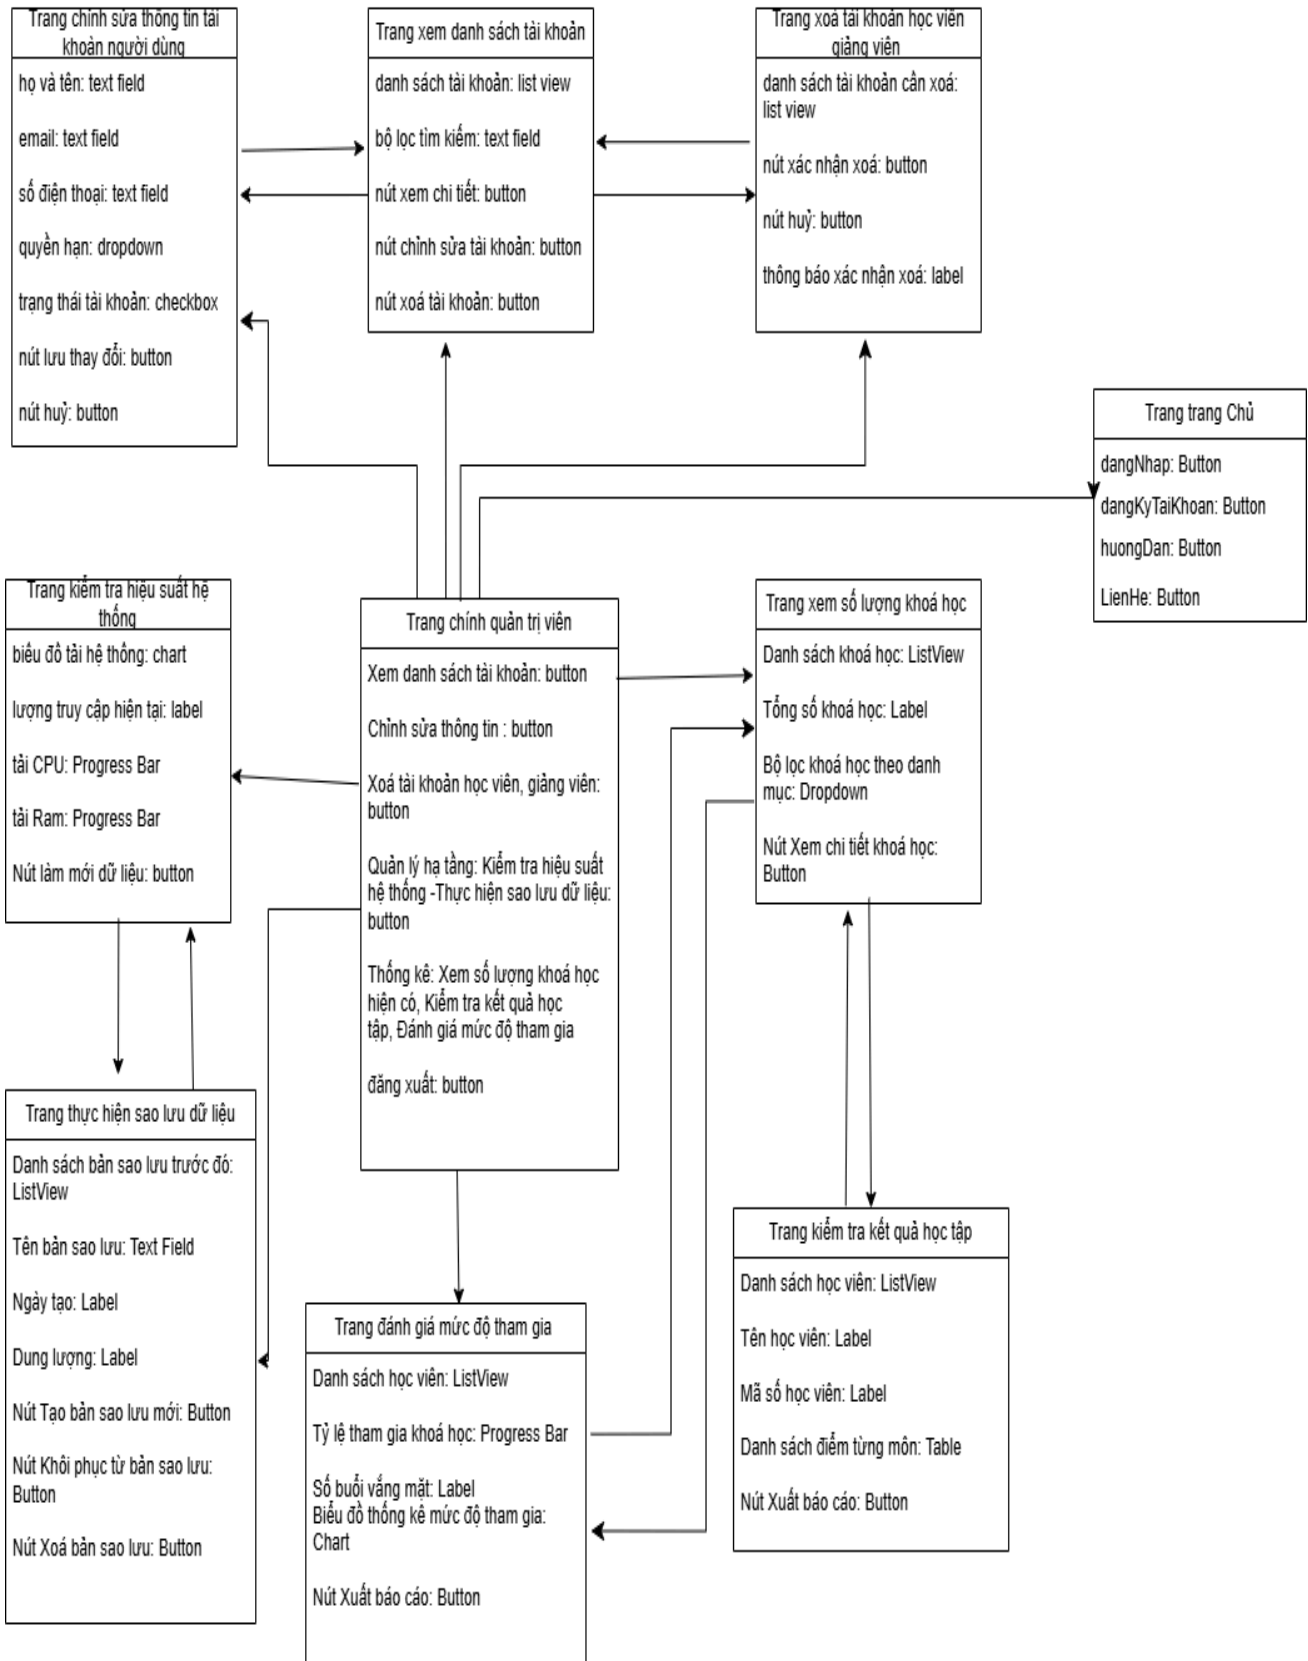 Trang chỉnh sửa thông tin tài
khoản người dùng
họ và tên: text field
email: text field
số điện thoại: text field
quyền hạn: dropdown
trạng thái tài khoản: checkbox
nút lưu thay đổi: button
nút huỷ: button
Trang xem danh sách tài khoản
danh sách tài khoản: list view
bộ lọc tìm kiếm: text field
nút xem chi tiết: button
nút chỉnh sửa tài khoản: button
nút xoá tài khoản: button
Trang xoá tài khoản học viên
giảng viên
danh sách tài khoản cần xoá:
list view
nút xác nhận xoá: button
nút huỷ: button
thông báo xác nhận xoá: label
Trang trang Chủ
dangNhap: Button
dangKyTaiKhoan: Button
huongDan: Button
LienHe: Button
Trang kiểm tra hiệu suất hệ
thống
biểu đồ tải hệ thống: chart
lượng truy cập hiện tại: label
tải CPU: Progress Bar
tải Ram: Progress Bar
Nút làm mới dữ liệu: button
Trang chính quản trị viên
Xem danh sách tài khoản: button
Chỉnh sửa thông tin : button
Xoá tài khoản học viên, giảng viên:
button
Quản lý hạ tầng: Kiểm tra hiệu suất
hệ thống -Thực hiện sao lưu dữ liệu:
button
Thống kê: Xem số lượng khoá học
hiện có, Kiểm tra kết quả học
tập, Đánh giá mức độ tham gia
đăng xuất: button
Trang xem số lượng khoá học
Danh sách khoá học: ListView
Tổng số khoá học: Label
Bộ lọc khoá học theo danh
mục: Dropdown
Nút Xem chi tiết khoá học:
Button
Trang thực hiện sao lưu dữ liệu
Danh sách bản sao lưu trước đó:
ListView
Tên bản sao lưu: Text Field
Ngày tạo: Label
Dung lượng: Label
Nút Tạo bản sao lưu mới: Button
Nút Khôi phục từ bản sao lưu:
Button
Nút Xoá bản sao lưu: Button
Trang đánh giá mức độ tham gia
Danh sách học viên: ListView
Tỷ lệ tham gia khoá học: Progress Bar
Số buổi vắng mặt: Label
Biểu đồ thống kê mức độ tham gia:
Chart
Nút Xuất báo cáo: Button
Trang kiểm tra kết quả học tập
Danh sách học viên: ListView
Tên học viên: Label
Mã số học viên: Label
Danh sách điểm từng môn: Table
Nút Xuất báo cáo: Button